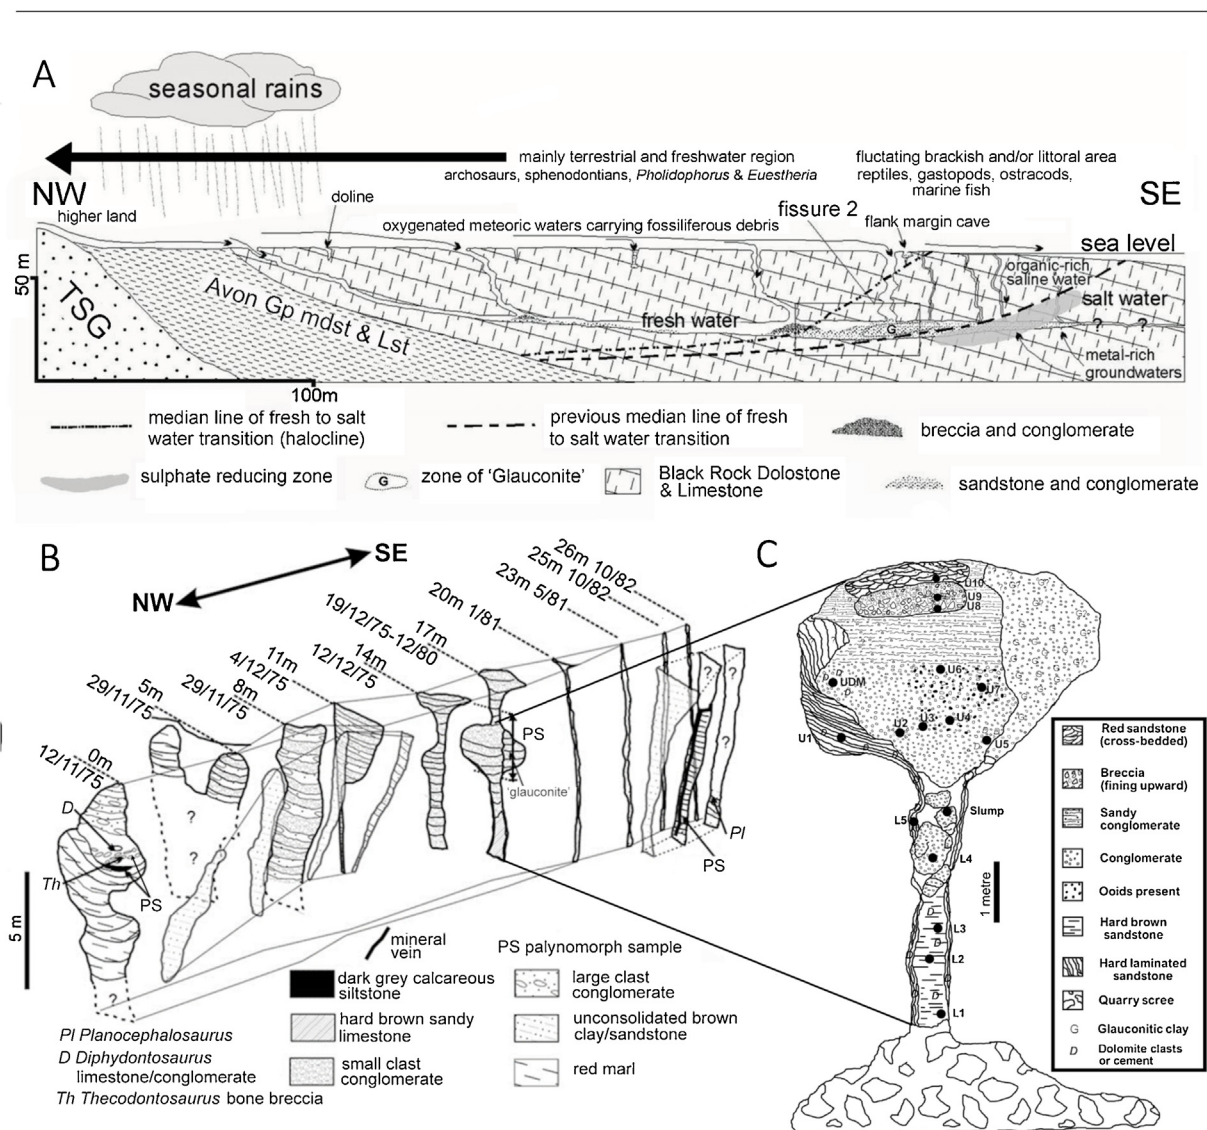 A
seasonal rains
mainly terrestrial and freshwater region
archosaurs, sphenodontians, Pholidophorus & Euestheria
fluctating brackish and/or littoral area
reptiles, gastopods, ostracods,
marine fish
NW
SE
higher land
doline
fissure 2
oxygenated meteoric waters carrying fossiliferous debris
flank margin cave
sea level
organic-rich
saline water
50 m
TSG
Avon Gp mdst & Lst
fresh water
G
salt water
? ?
metal-rich
groundwaters
100m
median line of fresh to salt
water transition (halocline)
previous median line of fresh
to salt water transition
breccia and conglomerate
sulphate reducing zone
G
zone of 'Glauconite'
Black Rock Dolostone
& Limestone
sandstone and conglomerate
B
NW
SE
0m
12/11/75
5m
29/11/75
8m
29/11/75
11m
4/12/75
14m
12/12/75
17m
19/12/75-12/80
20m 1/81
23m 5/81
25m 10/82
26m 10/82
D
Th
PS
?
?
?
PS
'glauconite'
?
?
Pl
PS
5 m
mineral
vein
PS palynomorph sample
dark grey calcareous
siltstone
large clast
conglomerate
hard brown sandy
limestone
unconsolidated brown
clay/sandstone
small clast
conglomerate
red marl
Pl Planocephalosaurus
D Diphydontosaurus
limestone/conglomerate
Th Thecodontosaurus bone breccia
C
U10
U9
U8
U6
U7
UDM
D
D
U3
U4
U2
U1
U5
Slump
L5
L4
D
L3
D
L2
D
L1
1 metre
Red sandstone
(cross-bedded)
Breccia
(fining upward)
Sandy
conglomerate
Conglomerate
Ooids present
Hard brown
sandstone
Hard laminated
sandstone
Quarry scree
G Glauconitic clay
D Dolomite clasts
or cement